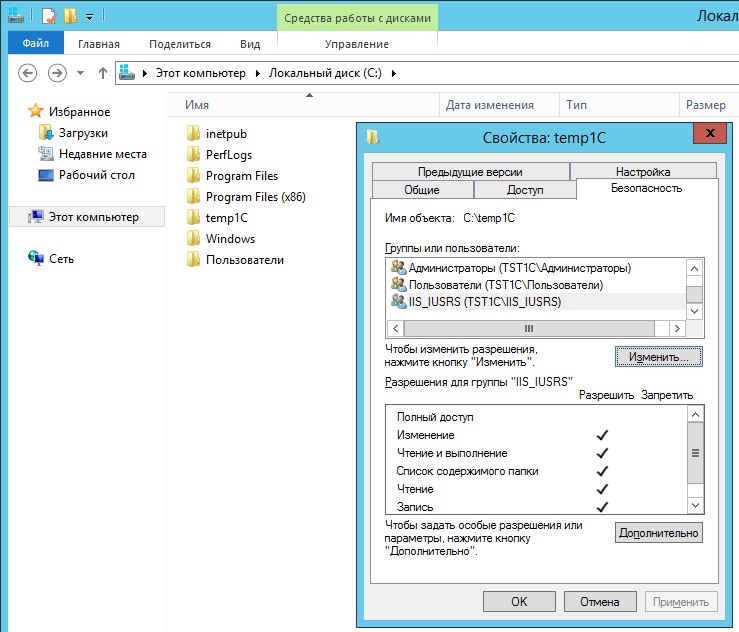 Средства работы с дисками
Локал
Файл Главная Поделиться Вид Управление
Этот компьютер Локальный диск (C:)
Избранное
Загрузки
Недавние места
Рабочий стол
Этот компьютер
Сеть
Имя Дата изменения Тип Размер
inetpub
PerfLogs
Program Files
Program Files (x86)
temp1C
Windows
Пользователи
Свойства: temp1C
Предыдущие версии Настройка
Общие Доступ Безопасность
Имя объекта: C:\temp1C
Группы или пользователи:
Администраторы (TST1C\Администраторы)
Пользователи (TST1C\Пользователи)
IIS_IUSRS (TST1C\IIS_IUSRS)
Чтобы изменить разрешения,
нажмите кнопку "Изменить".
Изменить...
Разрешения для группы "IIS_IUSRS"
Разрешить Запретить
Полный доступ
Изменение
Чтение и выполнение
Список содержимого папки
Чтение
Запись
Чтобы задать особые разрешения или
параметры, нажмите кнопку
"Дополнительно".
Дополнительно
OK Отмена Применить